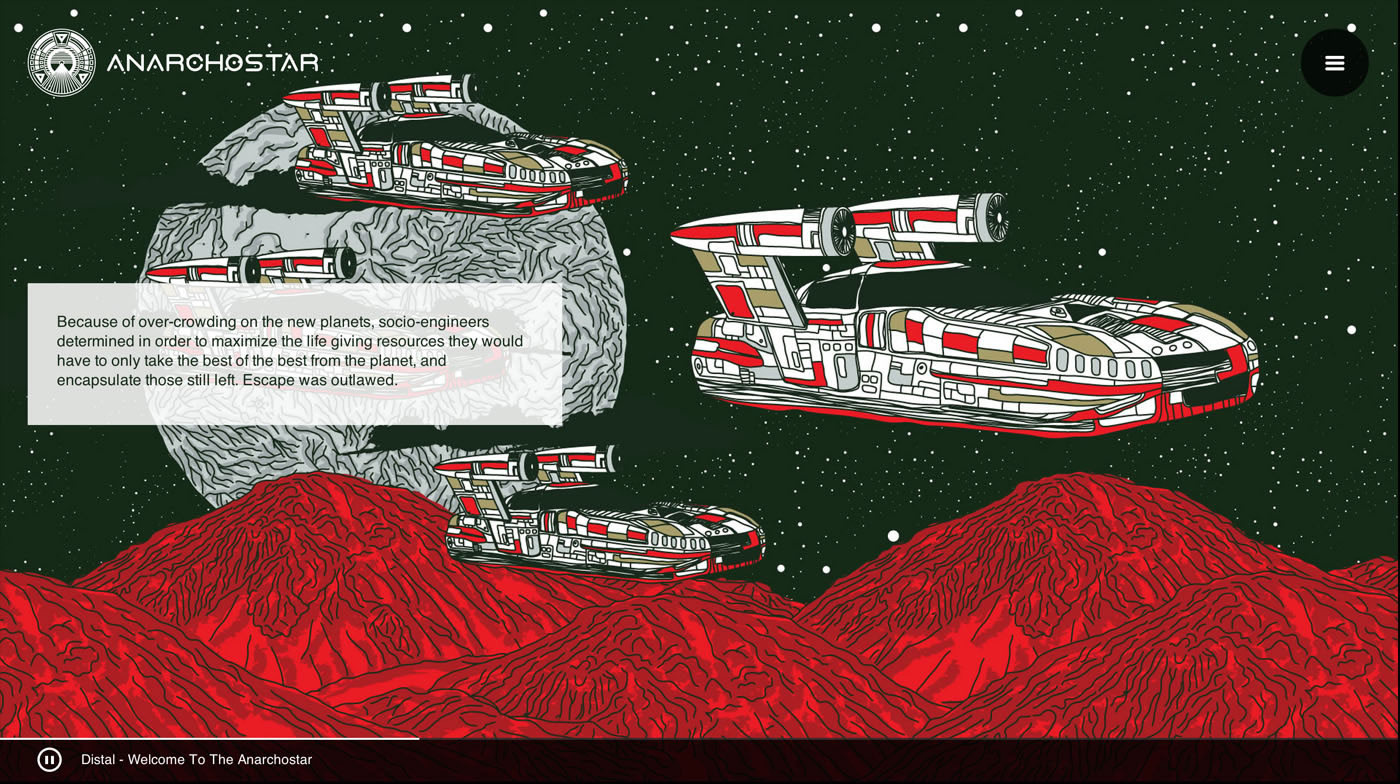 ANARCHOSTAR
Because of over-crowding on the new planets, socio-engineers
determined in order to maximize the life giving resources they would
have to only take the best of the best from the planet, and
encapsulate those still left. Escape was outlawed.
Distal - Welcome To The Anarchostar